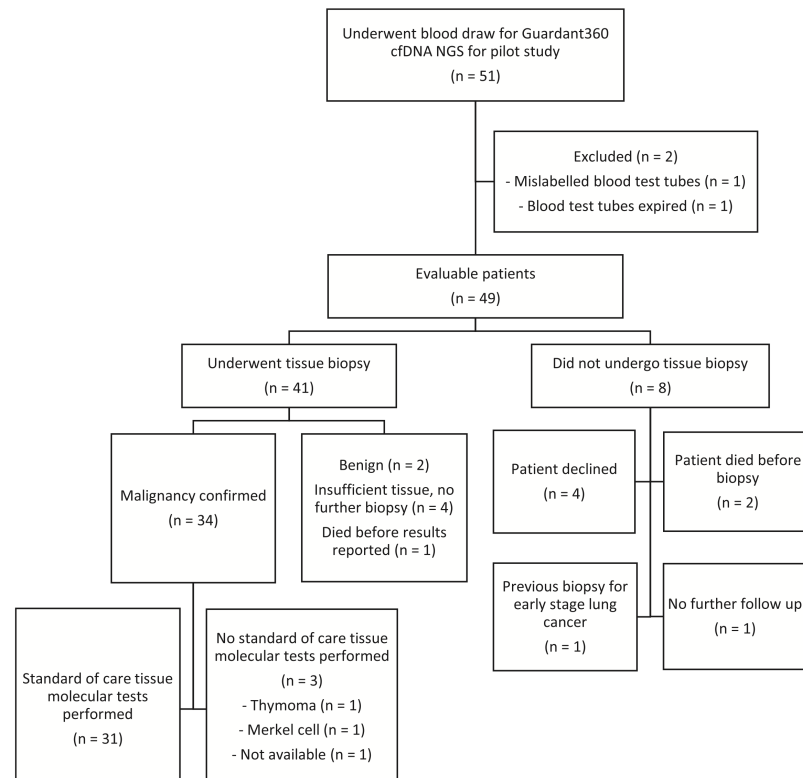 Underwent blood draw for Guardant360
cfDNA NGS for pilot study
(n = 51)
Excluded (n = 2)
- Mislabelled blood test tubes (n = 1)
- Blood test tubes expired (n = 1)
Evaluable patients
(n = 49)
Underwent tissue biopsy
(n = 41)
Did not undergo tissue biopsy
(n = 8)
Malignancy confirmed
(n = 34)
Benign (n = 2)
Insufficient tissue, no
further biopsy (n = 4)
Died before results
reported (n = 1)
Patient declined
(n = 4)
Patient died before
biopsy
(n = 2)
Previous biopsy for
early stage lung
cancer
(n = 1)
No further follow up
(n = 1)
Standard of care tissue
molecular tests
performed
(n = 31)
No standard of care tissue
molecular tests performed
(n = 3)
- Thymoma (n = 1)
- Merkel cell (n = 1)
- Not available (n = 1)